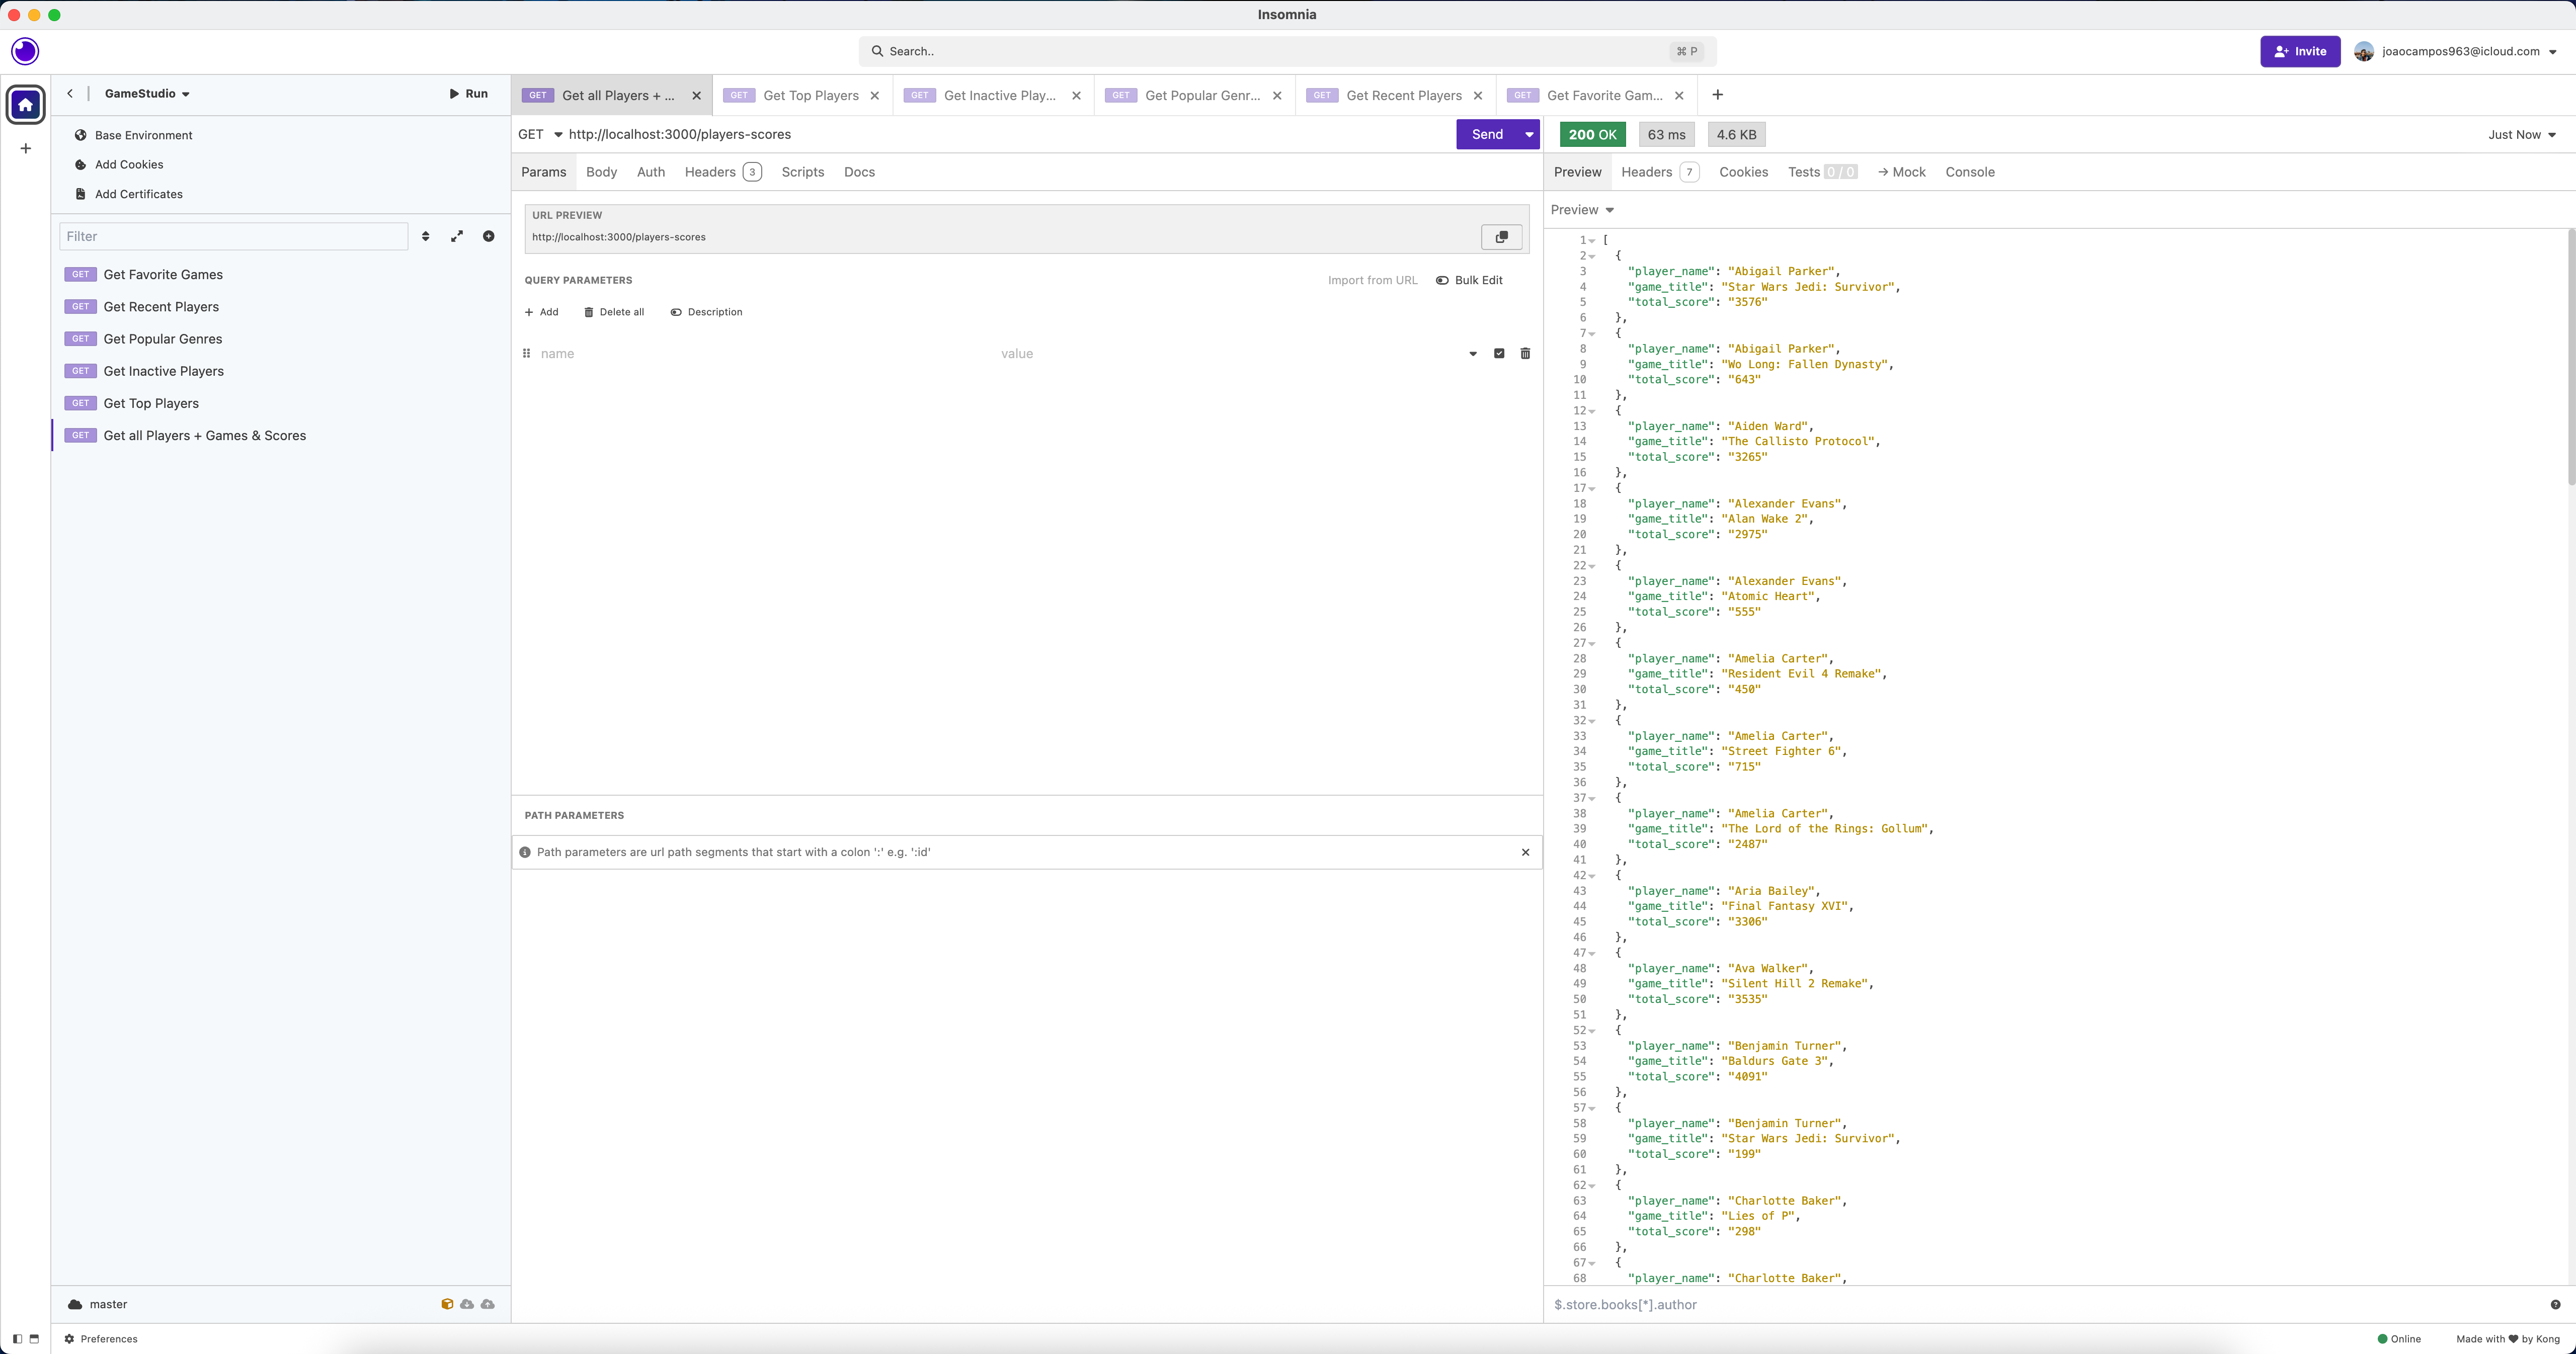 Insomnia
Search..
⌘ P
Invite
joaocampos963@icloud.com
GameStudio
Run
Base Environment
Add Cookies
Add Certificates
Filter
GET Get Favorite Games
GET Get Recent Players
GET Get Popular Genres
GET Get Inactive Players
GET Get Top Players
GET Get all Players + Games & Scores
master
Preferences
GET Get all Players + ...
GET Get Top Players
GET Get Inactive Play...
GET Get Popular Genr...
GET Get Recent Players
GET Get Favorite Gam...
GET http://localhost:3000/players-scores
Send
Params Body Auth Headers 3 Scripts Docs
URL PREVIEW
http://localhost:3000/players-scores
QUERY PARAMETERS
Import from URL
Bulk Edit
Add
Delete all
Description
name
value
PATH PARAMETERS
Path parameters are url path segments that start with a colon ':' e.g. ':id'
200 OK
63 ms
4.6 KB
Just Now
Preview Headers 7 Cookies Tests 0 / 0 → Mock Console
Preview
1 [
2 {
3 "player_name": "Abigail Parker",
4 "game_title": "Star Wars Jedi: Survivor",
5 "total_score": "3576"
6 },
7 {
8 "player_name": "Abigail Parker",
9 "game_title": "Wo Long: Fallen Dynasty",
10 "total_score": "643"
11 },
12 {
13 "player_name": "Aiden Ward",
14 "game_title": "The Callisto Protocol",
15 "total_score": "3265"
16 },
17 {
18 "player_name": "Alexander Evans",
19 "game_title": "Alan Wake 2",
20 "total_score": "2975"
21 },
22 {
23 "player_name": "Alexander Evans",
24 "game_title": "Atomic Heart",
25 "total_score": "555"
26 },
27 {
28 "player_name": "Amelia Carter",
29 "game_title": "Resident Evil 4 Remake",
30 "total_score": "450"
31 },
32 {
33 "player_name": "Amelia Carter",
34 "game_title": "Street Fighter 6",
35 "total_score": "715"
36 },
37 {
38 "player_name": "Amelia Carter",
39 "game_title": "The Lord of the Rings: Gollum",
40 "total_score": "2487"
41 },
42 {
43 "player_name": "Aria Bailey",
44 "game_title": "Final Fantasy XVI",
45 "total_score": "3306"
46 },
47 {
48 "player_name": "Ava Walker",
49 "game_title": "Silent Hill 2 Remake",
50 "total_score": "3535"
51 },
52 {
53 "player_name": "Benjamin Turner",
54 "game_title": "Baldurs Gate 3",
55 "total_score": "4091"
56 },
57 {
58 "player_name": "Benjamin Turner",
59 "game_title": "Star Wars Jedi: Survivor",
60 "total_score": "199"
61 },
62 {
63 "player_name": "Charlotte Baker",
64 "game_title": "Lies of P",
65 "total_score": "298"
66 },
67 {
68 "player_name": "Charlotte Baker",
$.store.books[*].author
Online
Made with ♥ by Kong